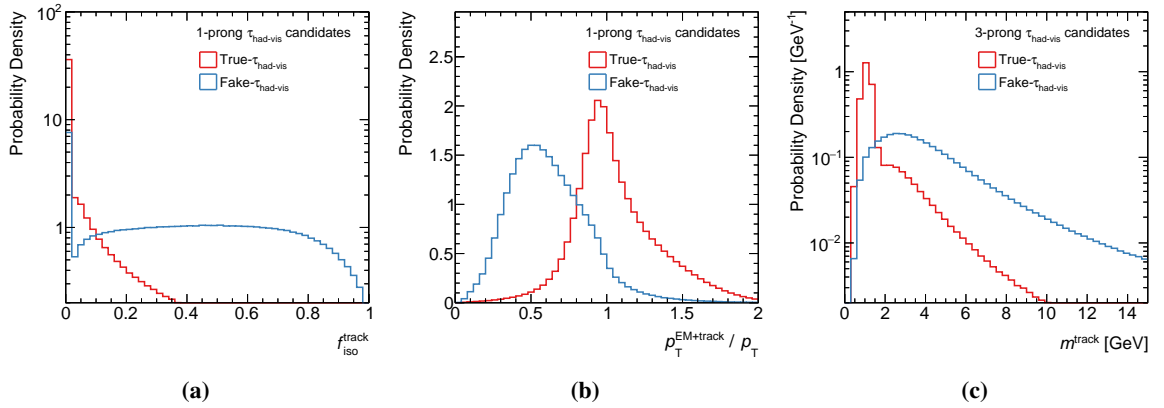 Probability Density
100
10
1
1-prong τhad-vis candidates
True-τhad-vis
Fake-τhad-vis
0 0.2 0.4 0.6 0.8 1
f iso track
(a)
Probability Density
2.5
2
1.5
1
0.5
0
1-prong τhad-vis candidates
True-τhad-vis
Fake-τhad-vis
0 0.5 1 1.5 2
p T EM+track / p T
(b)
Probability Density [GeV⁻¹]
1
10⁻¹
10⁻²
3-prong τhad-vis candidates
True-τhad-vis
Fake-τhad-vis
0 2 4 6 8 10 12 14
m track [GeV]
(c)